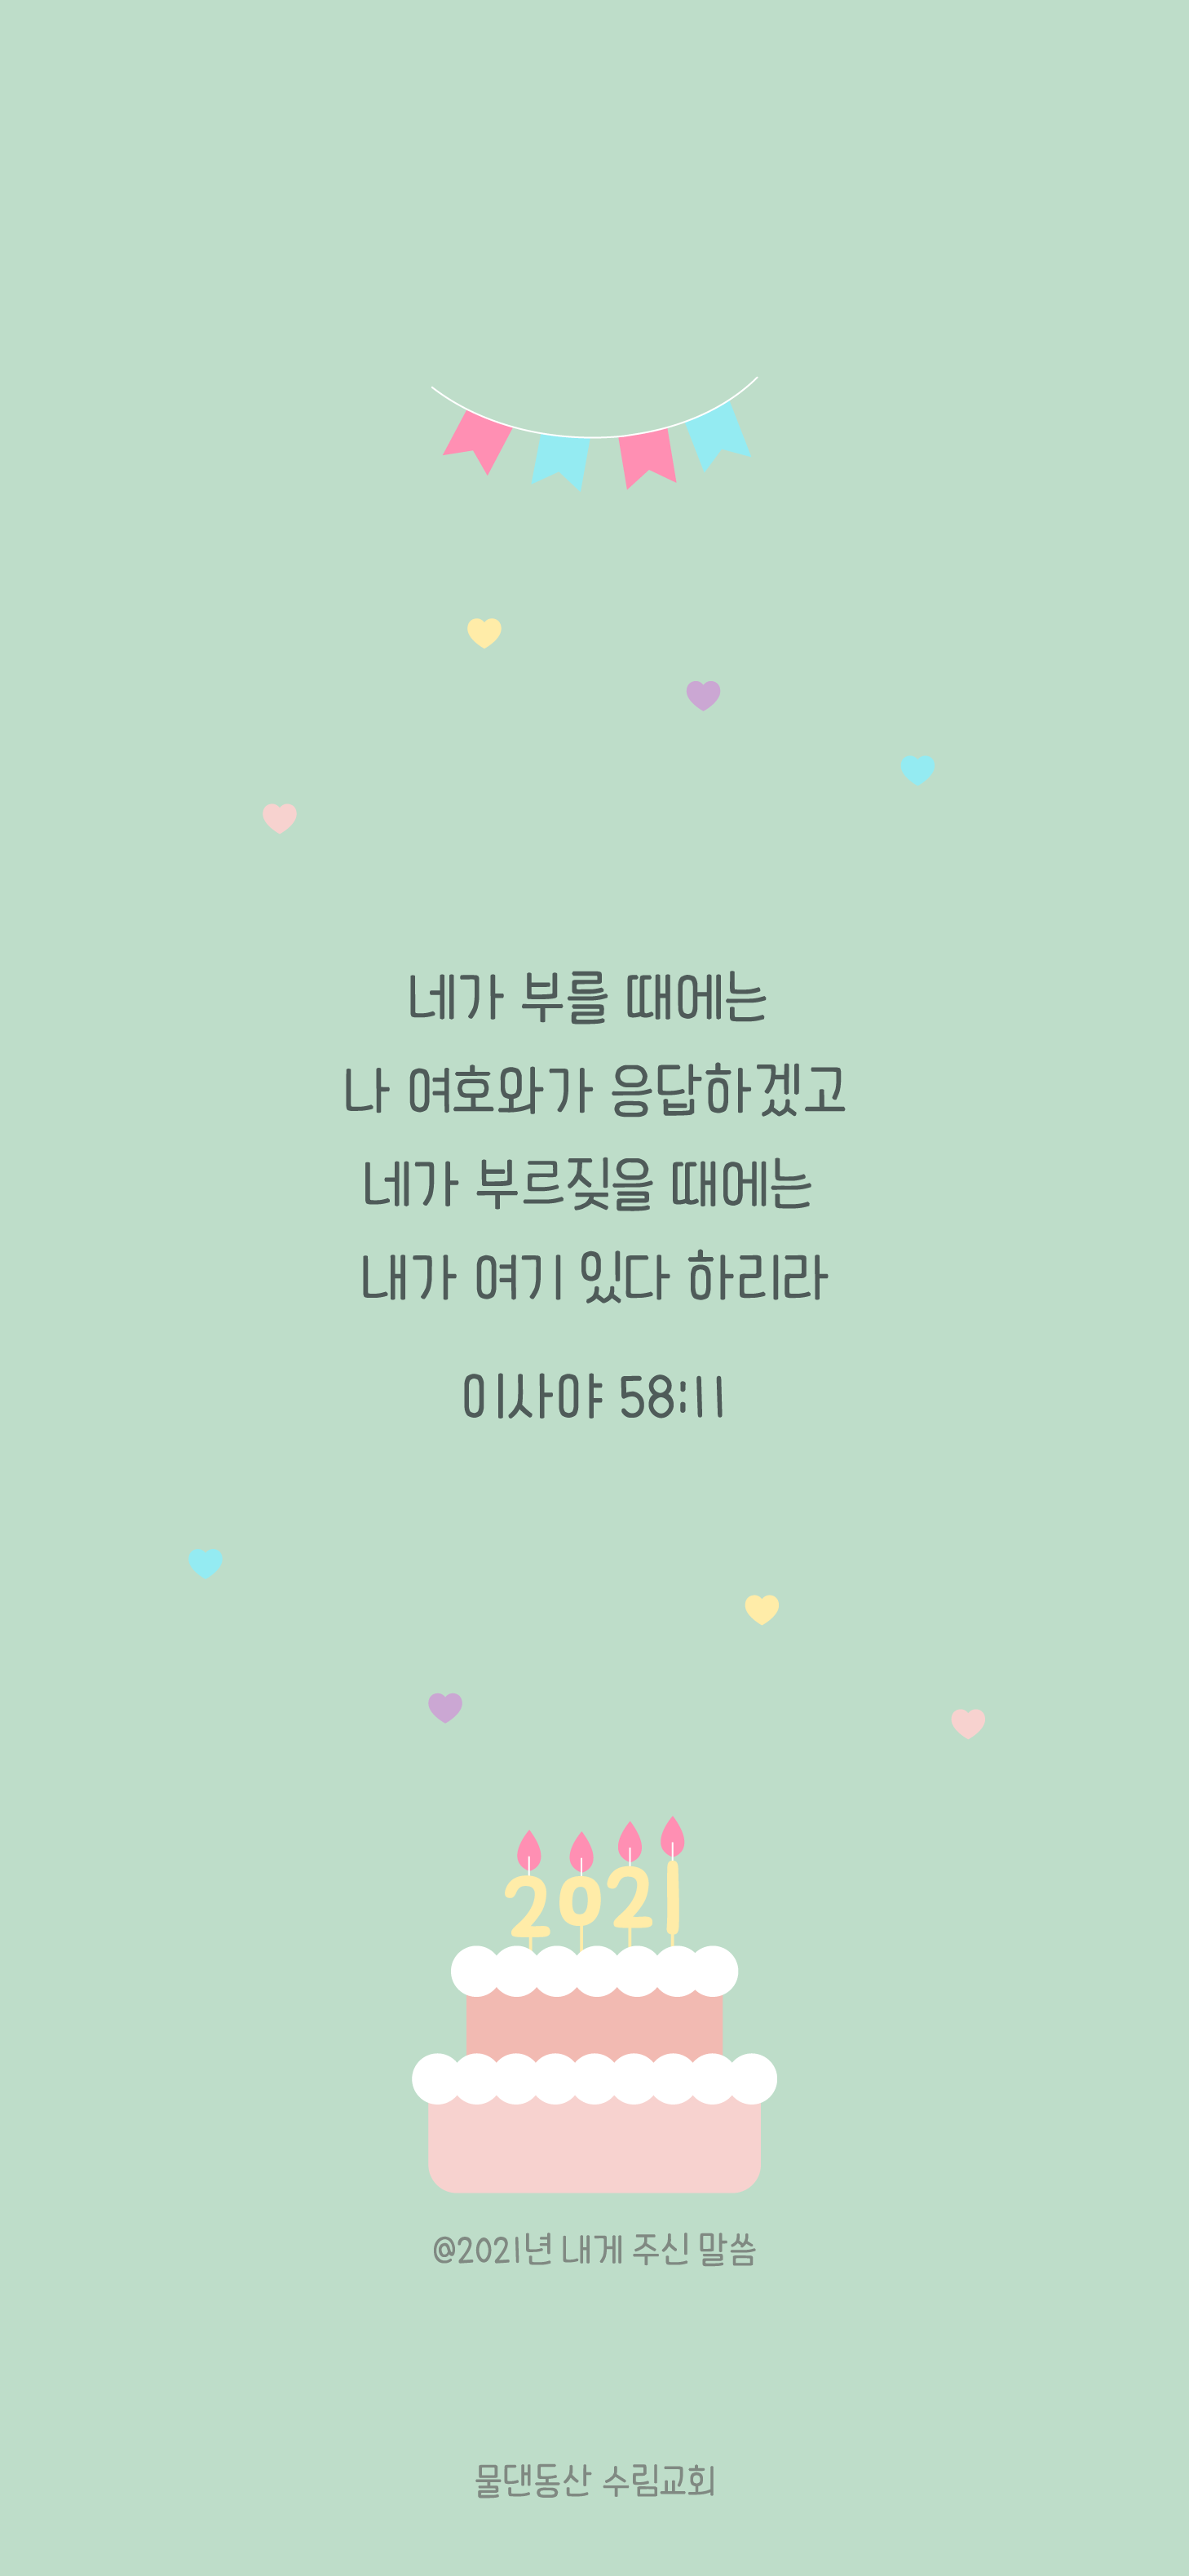 네가 부를 때에는
나 여호와가 응답하겠고
네가 부르짖을 때에는
내가 여기 있다 하리라
이사야 58:11
2021
@2021년 내게 주신 말씀
물댄동산 수림교회